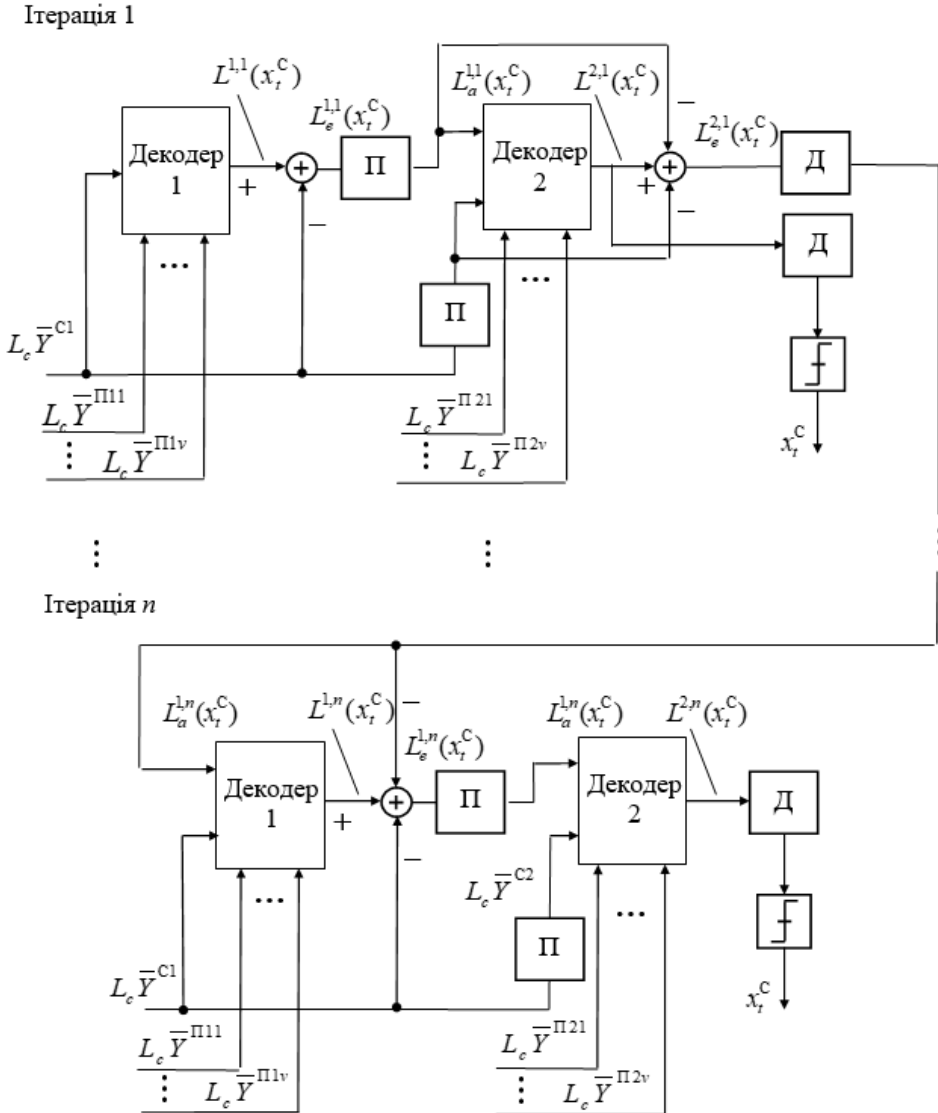 Ітерація 1
L^{1,1}(x_t^C)
L_e^{1,1}(x_t^C)
L_a^{1,1}(x_t^C)
L^{2,1}(x_t^C)
L_e^{2,1}(x_t^C)
−
Декодер
1
+
+
−
П
Декодер
2
+
+
−
Д
Д
...
...
П
L_c Y̅^{С1}
L_c Y̅^{П11}
⋮
L_c Y̅^{П1v}
L_c Y̅^{П21}
⋮
L_c Y̅^{П2v}
x_t^C
⋮
⋮
⋮
Ітерація n
L_a^{1,n}(x_t^C)
L^{1,n}(x_t^C)
−
L_e^{1,n}(x_t^C)
L_a^{1,n}(x_t^C)
L^{2,n}(x_t^C)
Декодер
1
+
+
−
П
Декодер
2
Д
...
...
L_c Y̅^{С2}
П
L_c Y̅^{С1}
x_t^C
L_c Y̅^{П11}
⋮
L_c Y̅^{П1v}
L_c Y̅^{П21}
⋮
L_c Y̅^{П2v}